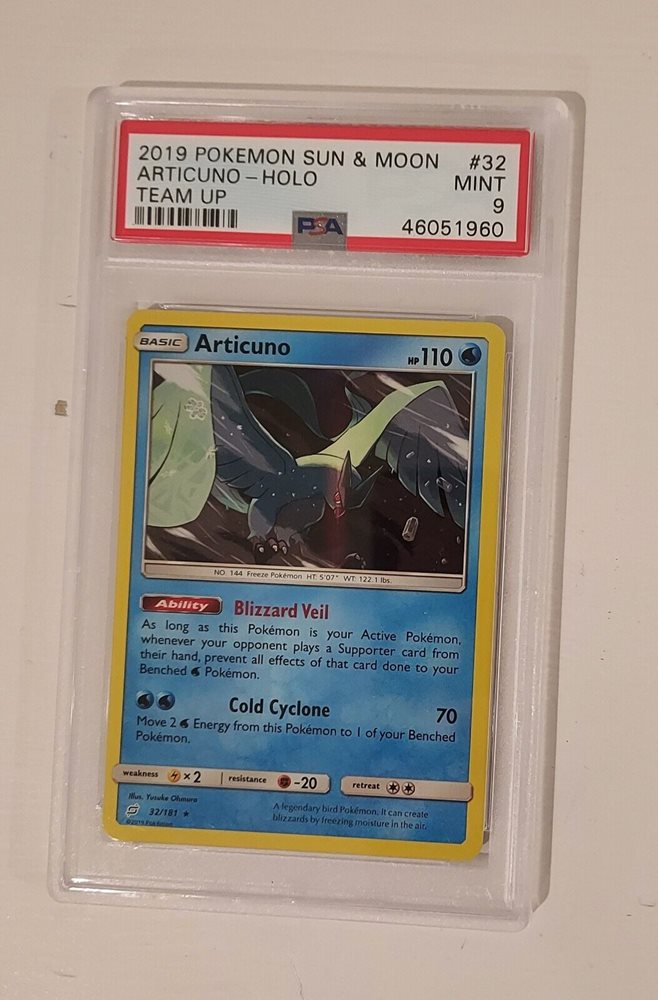 2019 POKEMON SUN & MOON #32
ARTICUNO - HOLO MINT
TEAM UP 9
PSA 46051960
BASIC Articuno HP 110
NO. 144 Freeze Pokémon HT: 5'07" WT: 122.1 lbs.
Ability Blizzard Veil
As long as this Pokémon is your Active Pokémon,
whenever your opponent plays a Supporter card from
their hand, prevent all effects of that card done to your
Benched Pokémon.
Cold Cyclone 70
Move 2 Energy from this Pokémon to 1 of your Benched
Pokémon.
weakness ×2 resistance -20 retreat
Illus. Yusuke Ohmura
32/181 ★
©2019 Pokémon
A legendary bird Pokémon. It can create
blizzards by freezing moisture in the air.